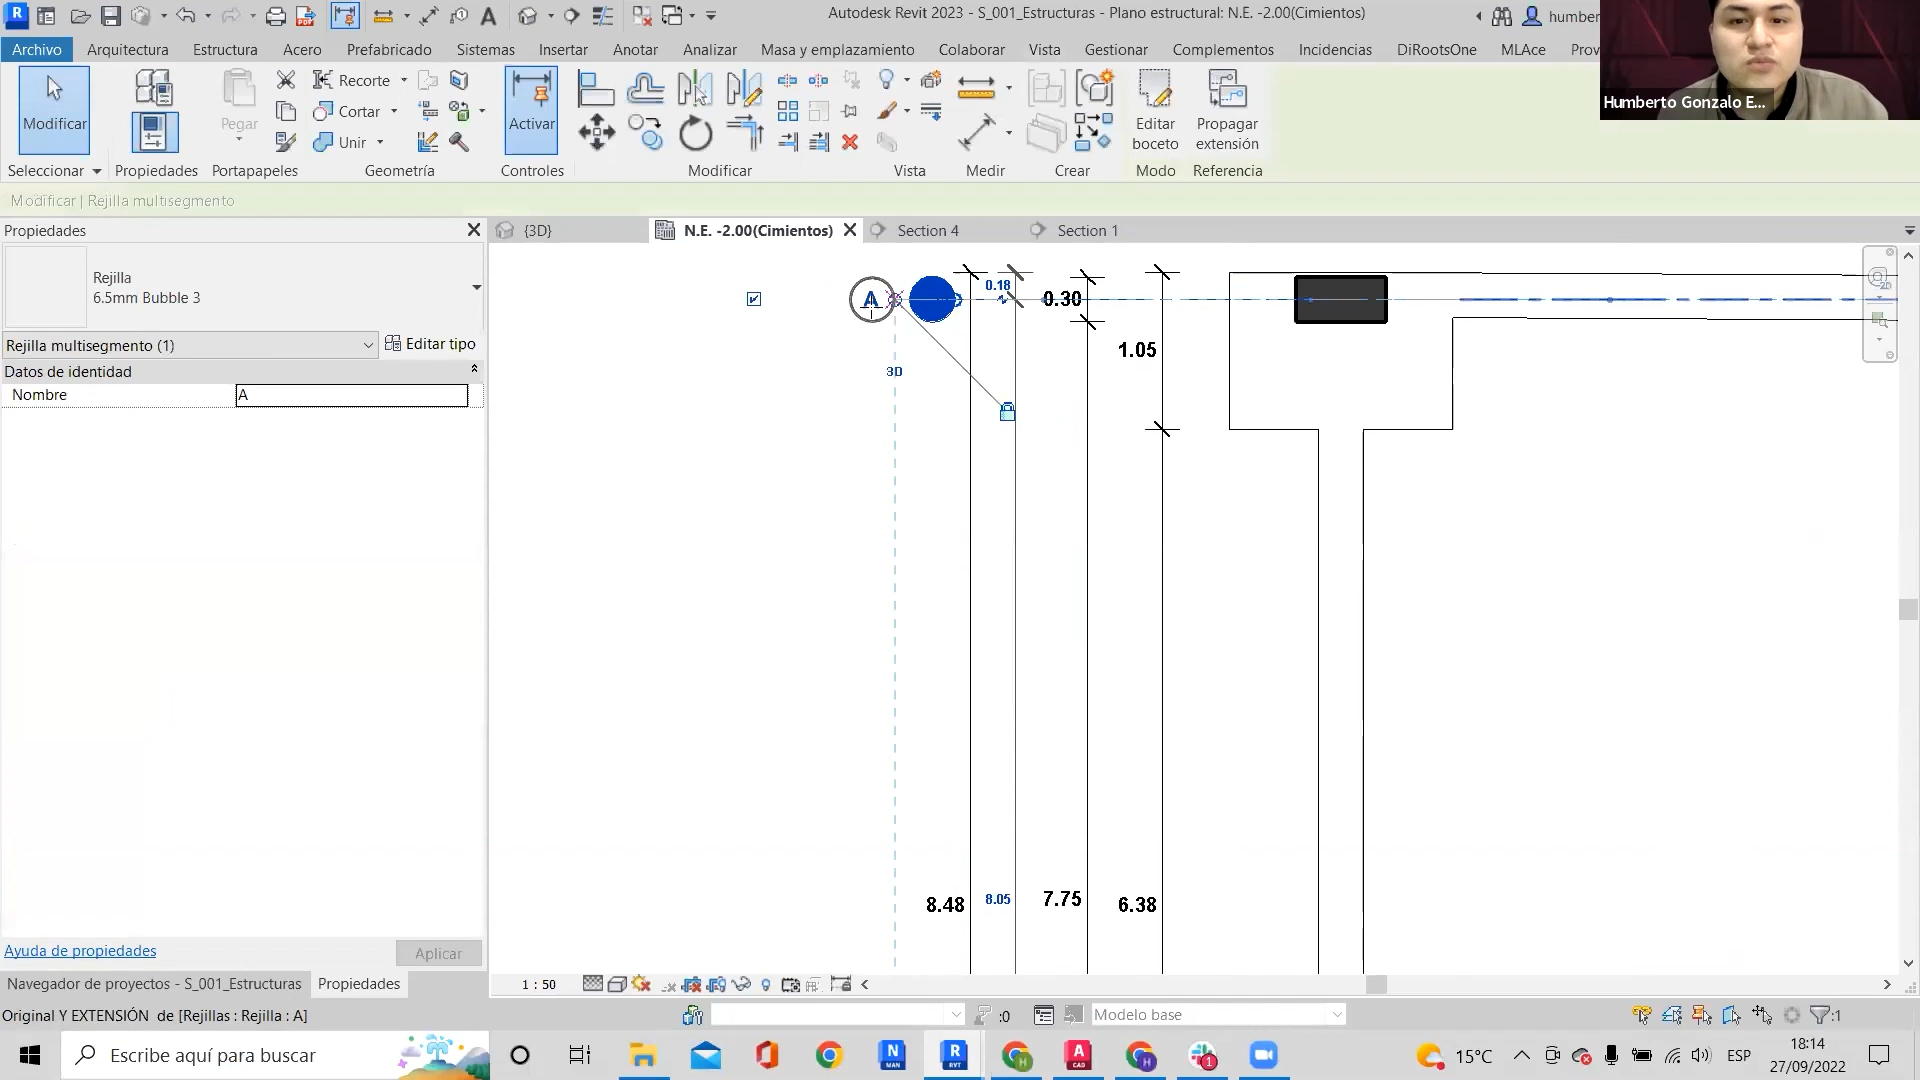 Autodesk Revit 2023 - S_001_Estructuras - Plano estructural: N.E. -2.00(Cimientos)
humber
Archivo Arquitectura Estructura Acero Prefabricado Sistemas Insertar Anotar Analizar Masa y emplazamiento Colaborar Vista Gestionar Complementos Incidencias DiRootsOne MLAce Prov
Humberto Gonzalo E...
Modificar
Pegar
Recorte
Cortar
Unir
Activar
Editar boceto
Propagar extensión
Seleccionar Propiedades Portapapeles Geometría Controles Modificar Vista Medir Crear Modo Referencia
Modificar | Rejilla multisegmento
Propiedades
{3D}
N.E. -2.00(Cimientos)
Section 4
Section 1
Rejilla
6.5mm Bubble 3
Rejilla multisegmento (1)
Editar tipo
Datos de identidad
Nombre A
A
0.18
0.30
1.05
3D
2D
8.48
8.05
7.75
6.38
Ayuda de propiedades
Aplicar
Navegador de proyectos - S_001_Estructuras
Propiedades
1 : 50
Original Y EXTENSIÓN de [Rejillas : Rejilla : A]
:0
Modelo base
:1
Escribe aquí para buscar
N
MAN
R
RVT
H
A
CAD
H
1
15°C
ESP
18:14
27/09/2022